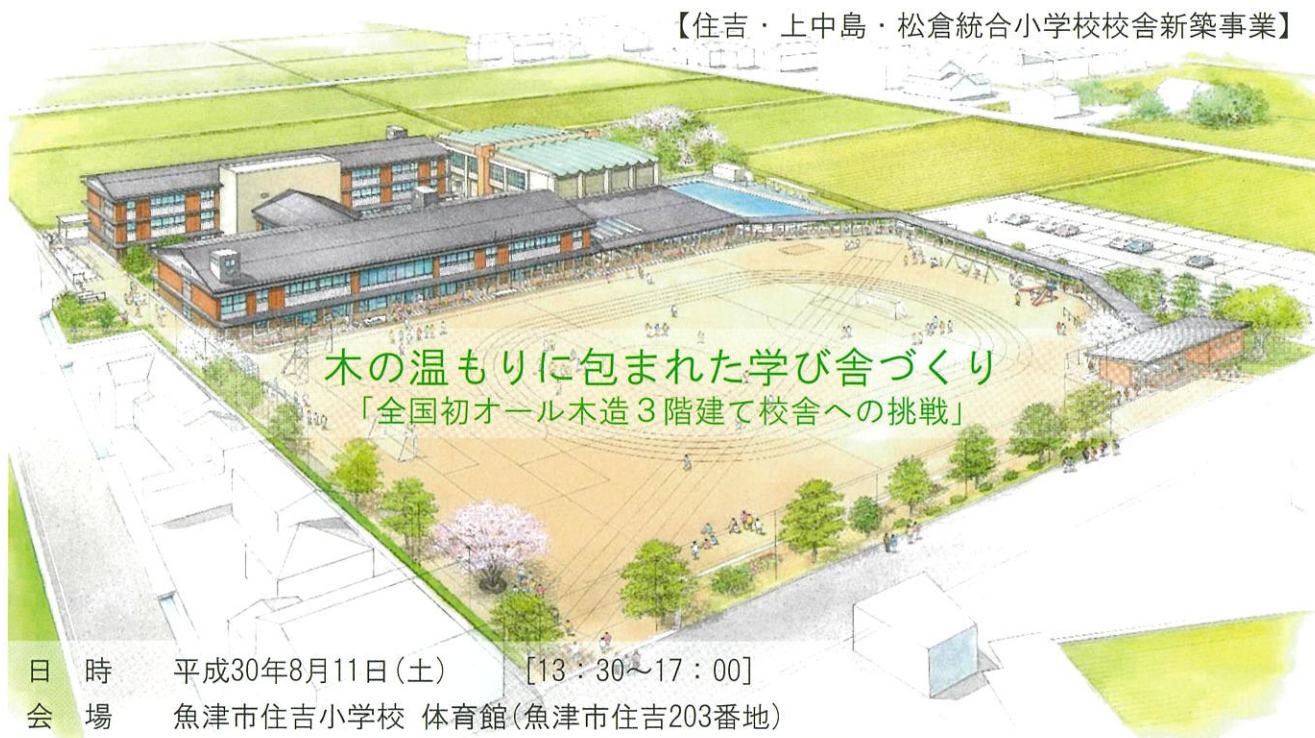 【住吉・上中島・松倉統合小学校校舎新築事業】
木の温もりに包まれた学び舎づくり
「全国初オール木造3階建て校舎への挑戦」
日 時 平成30年8月11日(土) [13:30~17:00]
会 場 魚津市住吉小学校 体育館(魚津市住吉203番地)